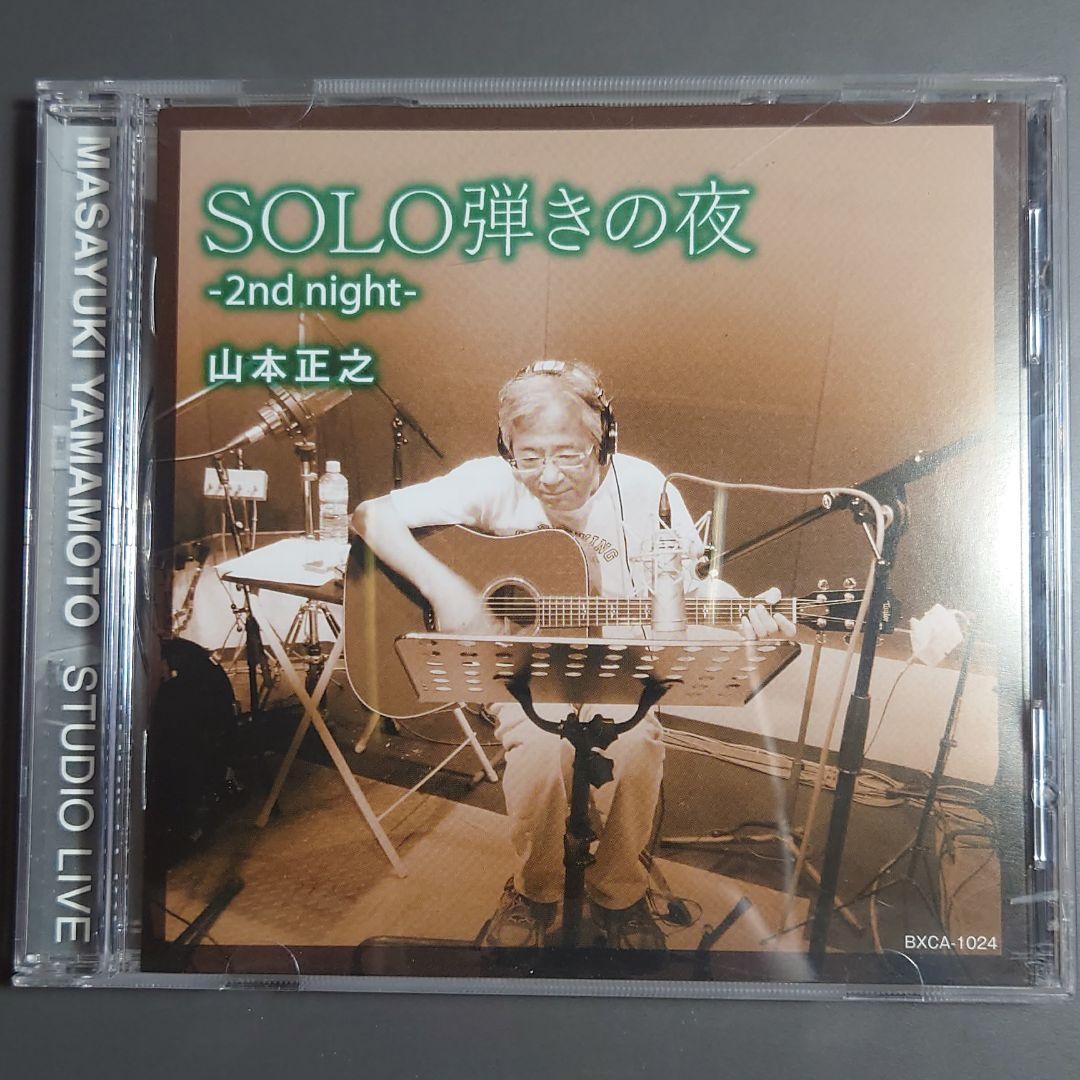 MASAYUKI YAMAMOTO STUDIO LIVE
SOLO弾きの夜
-2nd night-
山本正之
BXCA-1024